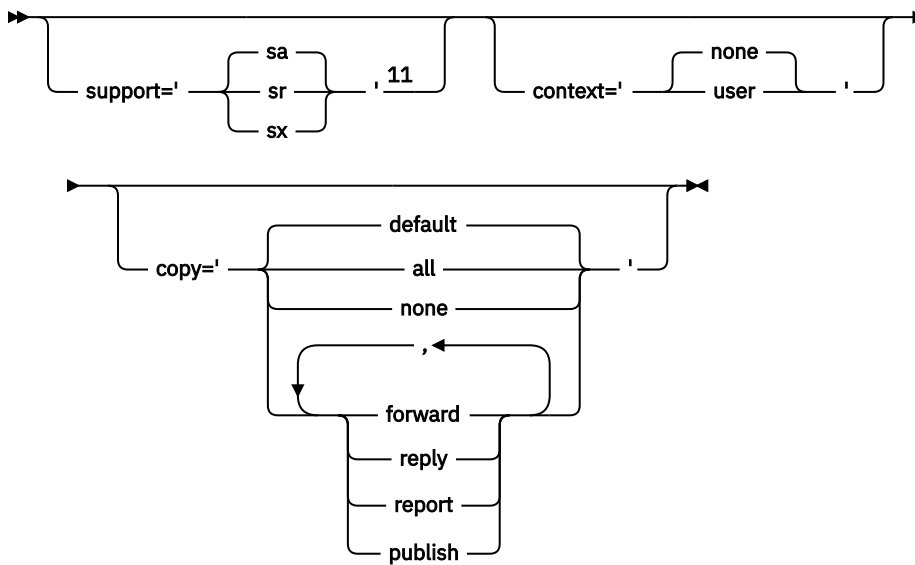 sa none
support=' sr ' 11 context=' user '
sx
default
copy=' all '
none
,
forward
reply
report
publish